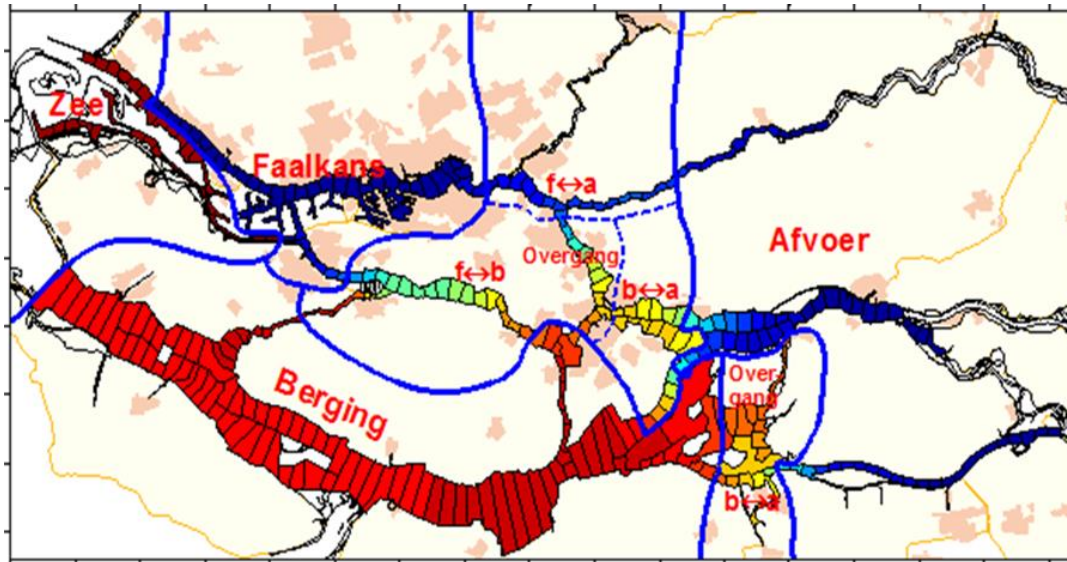 Zee
Faalkans
f↔a
Afvoer
Overgang
f↔b
b↔a
Over-
gang
Berging
b↔a